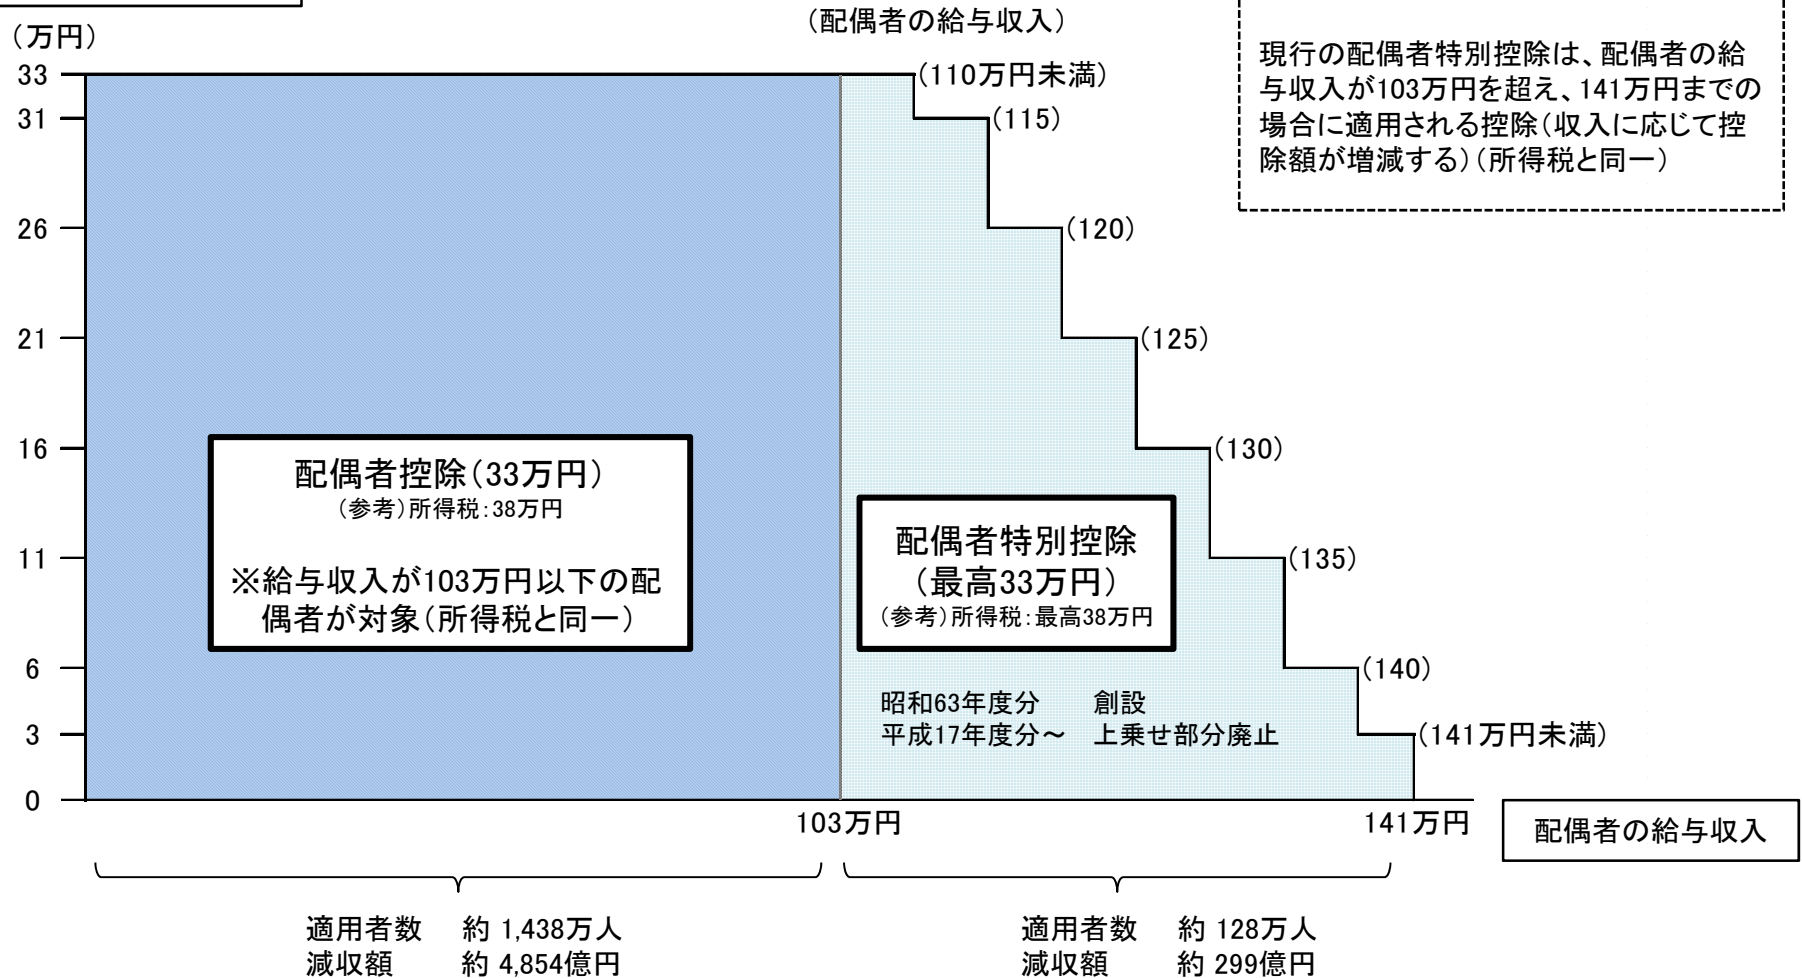 （配偶者の給与収入）
（万円）
現行の配偶者特別控除は、配偶者の給
与収入が103万円を超え、141万円までの
場合に適用される控除（収入に応じて控
除額が増減する）（所得税と同一）
33
（110万円未満）
31
（115）
26
（120）
21
（125）
16
（130）
配偶者控除（33万円）
（参考）所得税：38万円
※給与収入が103万円以下の配
偶者が対象（所得税と同一）
配偶者特別控除
（最高33万円）
（参考）所得税：最高38万円
11
（135）
6
（140）
昭和63年度分　創設
平成17年度分～　上乗せ部分廃止
3
（141万円未満）
0
103万円
141万円
配偶者の給与収入
適用者数　約 1,438万人
減収額　約 4,854億円
適用者数　約 128万人
減収額　約 299億円